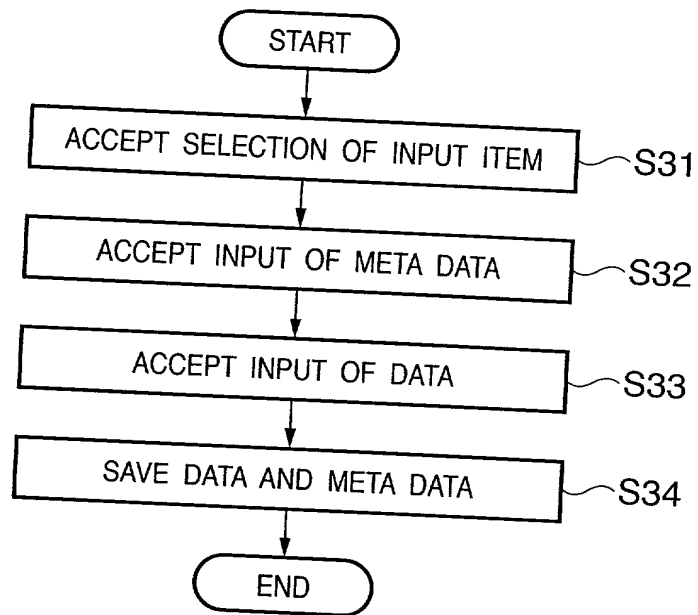 START
ACCEPT SELECTION OF INPUT ITEM
S31
ACCEPT INPUT OF META DATA
S32
ACCEPT INPUT OF DATA
S33
SAVE DATA AND META DATA
S34
END